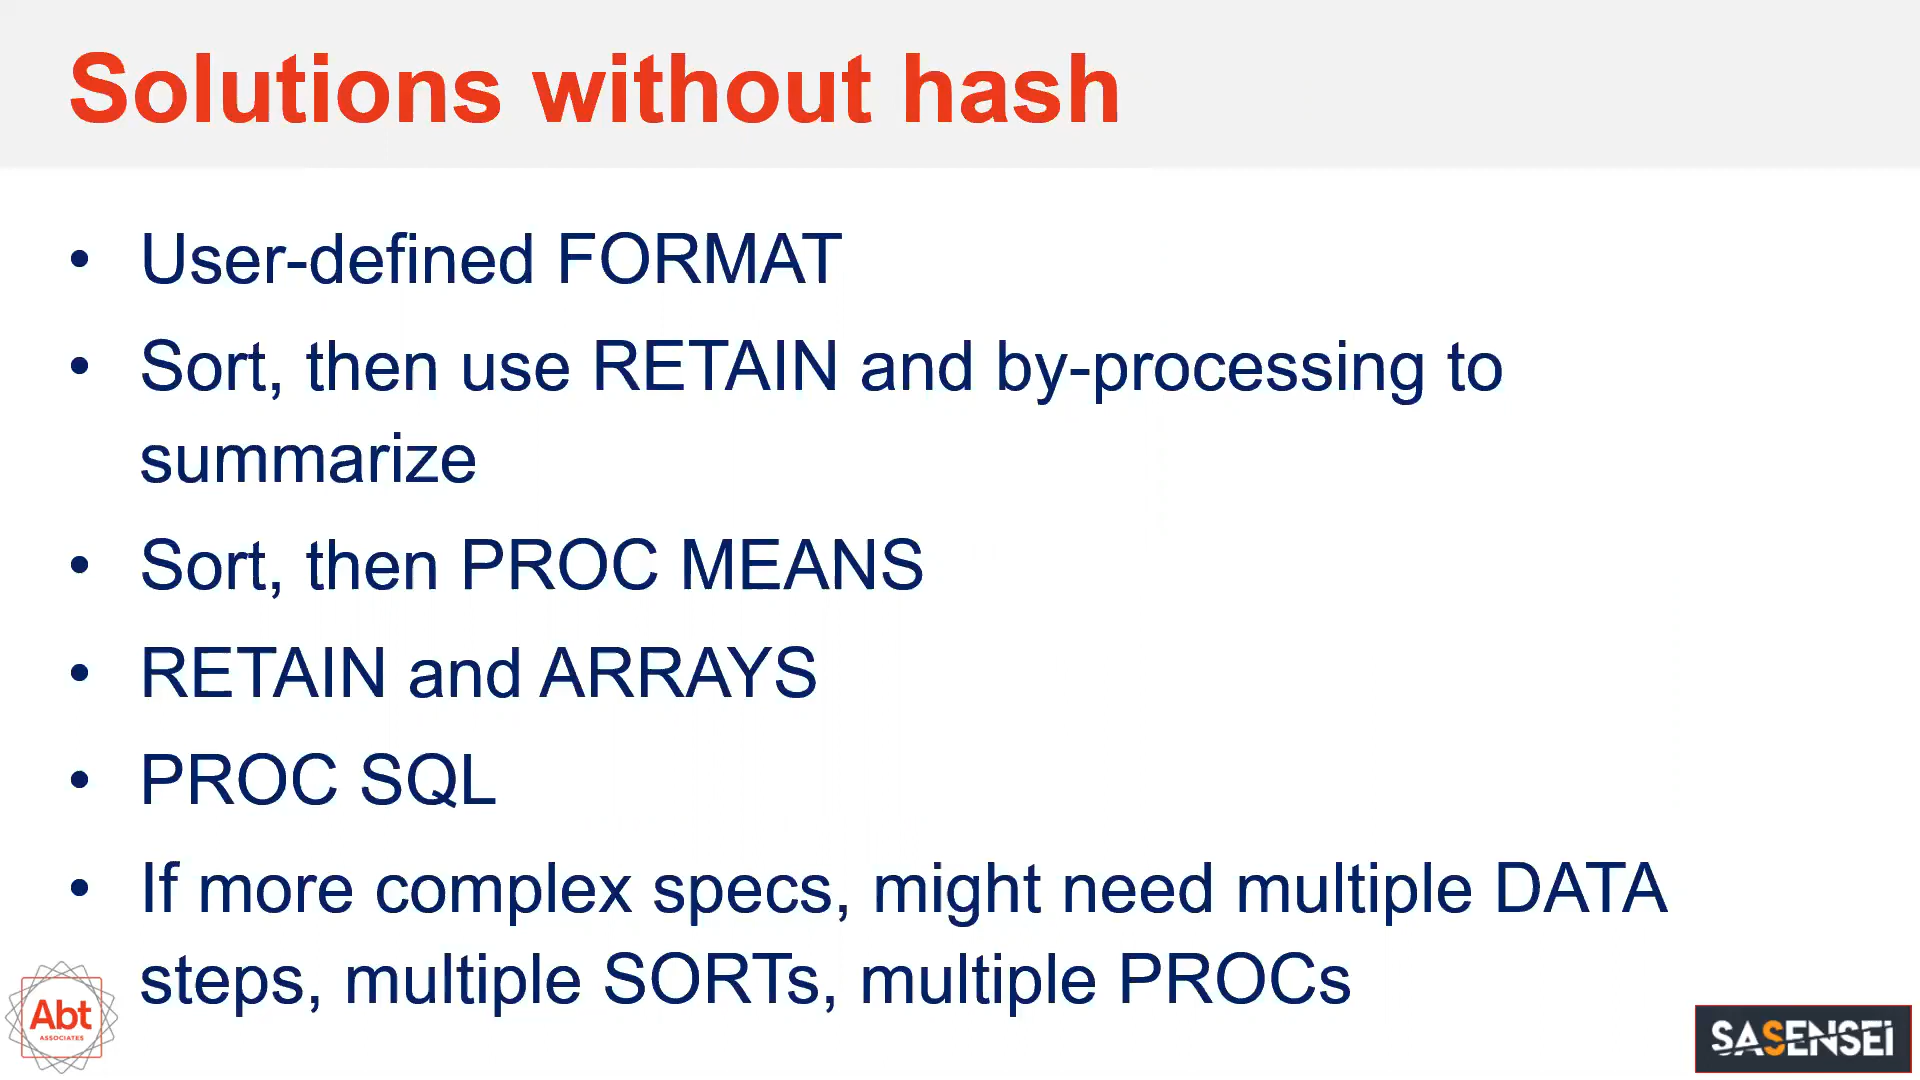 Solutions without hash
• User-defined FORMAT
• Sort, then use RETAIN and by-processing to
summarize
• Sort, then PROC MEANS
• RETAIN and ARRAYS
• PROC SQL
• If more complex specs, might need multiple DATA
steps, multiple SORTs, multiple PROCs
Abt
ASSOCIATES
SASENSEI